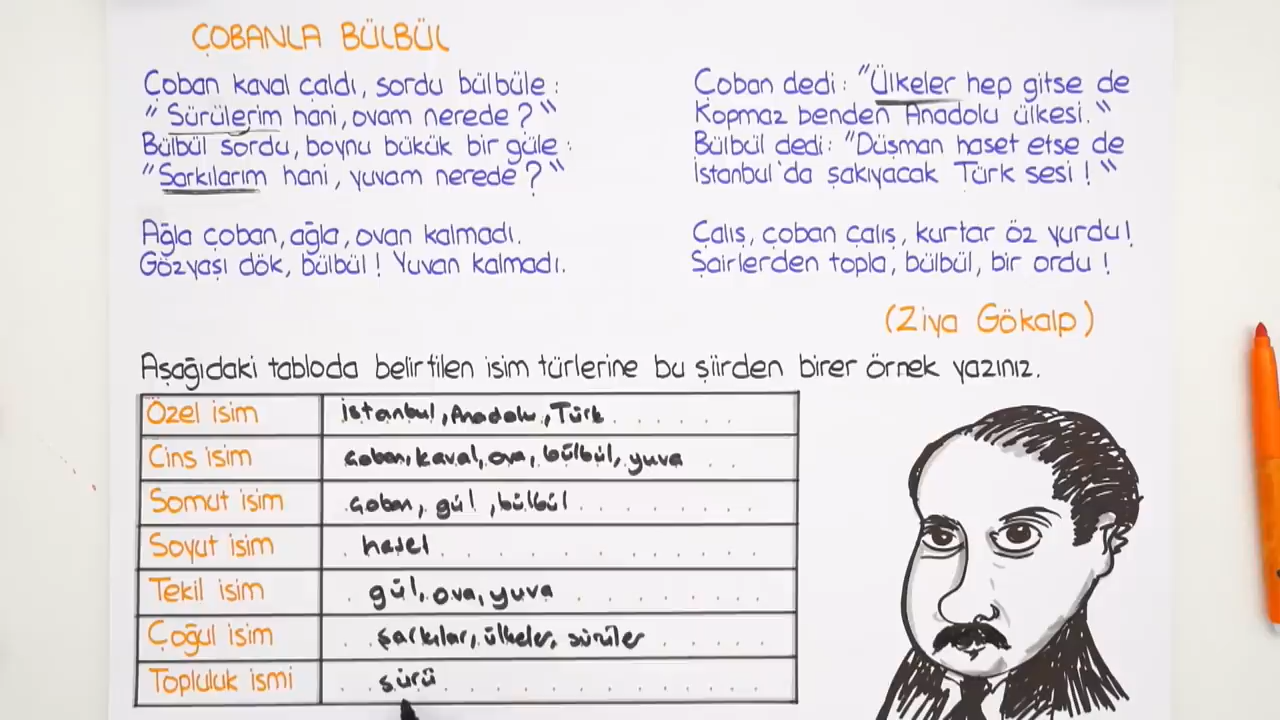 ÇOBANLA BÜLBÜL
Çoban kaval çaldı, sordu bülbüle :
“ Sürülerim hani, ovam nerede ? “
Bülbül sordu, boynu bükük bir güle :
“ Şarkılarım hani, yuvam nerede ? “
Ağla çoban, ağla, ovan kalmadı.
Gözyaşı dök, bülbül ! Yuvan kalmadı.
Çoban dedi : “Ülkeler hep gitse de
Kopmaz benden Anadolu ülkesi. “
Bülbül dedi : “Düşman haset etse de
İstanbul'da şakıyacak Türk sesi ! “
Çalış, çoban çalış, kurtar öz yurdu !
Şairlerden topla, bülbül, bir ordu !
(Ziya Gökalp)
Aşağıdaki tabloda belirtilen isim türlerine bu şiirden birer örnek yazınız.
Özel isim İstanbul, Anadolu, Türk . . . . . .
Cins isim çoban, kaval, ova, bülbül, yuva . .
Somut isim çoban, gül, bülbül . . . . . . .
Soyut isim haset . . . . . . . . . .
Tekil isim gül, ova, yuva . . . . . . .
Çoğul isim şarkılar, ülkeler, sürüler . . . . .
Topluluk ismi sürü . . . . . . . . . .